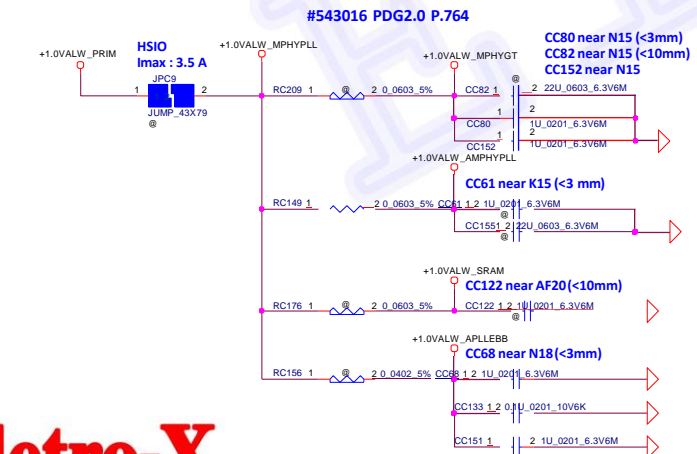 #543016 PDG2.0 P.764
+1.0VALW_PRIM
HSIO
Imax : 3.5 A
JPC9
1 2
JUMP_43X79
@
+1.0VALW_MPHYPLL
+1.0VALW_MPHYGT
CC80 near N15 (<3mm)
CC82 near N15 (<10mm)
CC152 near N15
RC209 1 @ 2 0_0603_5%
CC82 1 @ 2 22U_0603_6.3V6M
CC80 1 2 1U_0201_6.3V6M
CC152 1 2 1U_0201_6.3V6M
+1.0VALW_AMPHYPLL
CC61 near K15 (<3 mm)
RC149 1 2 0_0603_5% CC61 1 2 1U_0201_6.3V6M
@
CC155 1 2 22U_0603_6.3V6M
@
+1.0VALW_SRAM
CC122 near AF20 (<10mm)
RC176 1 @ 2 0_0603_5% CC122 1 2 1U_0201_6.3V6M
@
+1.0VALW_APLLEBB
CC68 near N18 (<3mm)
RC156 1 @ 2 0_0402_5% CC68 1 2 1U_0201_6.3V6M
CC133 1 2 0.1U_0201_10V6K
CC151 1 2 1U_0201_6.3V6M